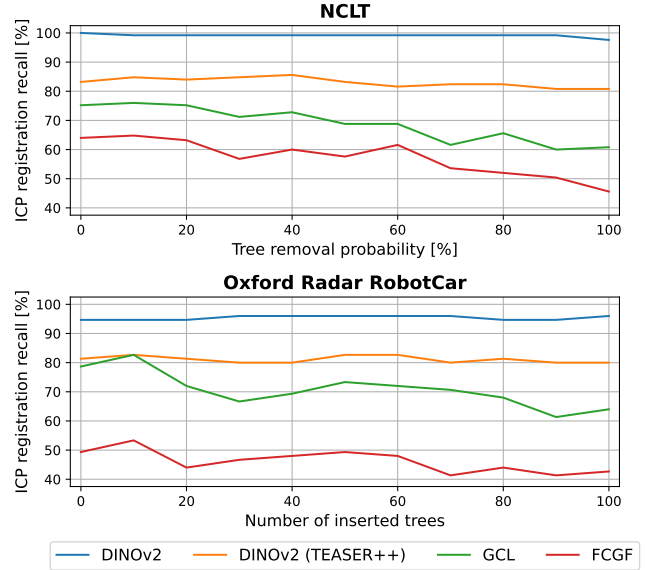 NCLT
ICP registration recall [%]
100
90
80
70
60
50
40
0 20 40 60 80 100
Tree removal probability [%]
Oxford Radar RobotCar
ICP registration recall [%]
100
90
80
70
60
50
40
0 20 40 60 80 100
Number of inserted trees
DINOv2 DINOv2 (TEASER++) GCL FCGF